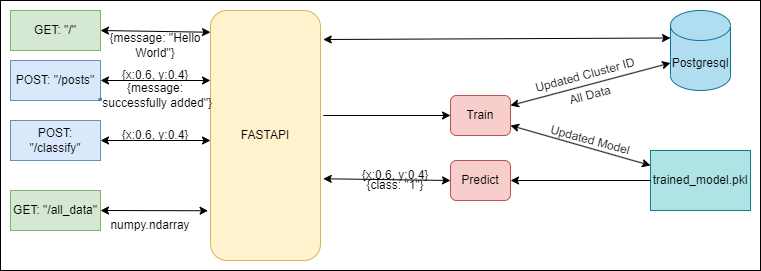 GET: "/"
{message: "Hello
World"}
POST: "/posts"
{x:0.6, y:0.4}
{message:
"successfully added"}
POST:
"/classify"
{x:0.6, y:0.4}
GET: "/all_data"
numpy.ndarray
FASTAPI
Train
Predict
{x:0.6, y:0.4}
{class: "1"}
Updated Cluster ID
All Data
Updated Model
Postgresql
trained_model.pkl